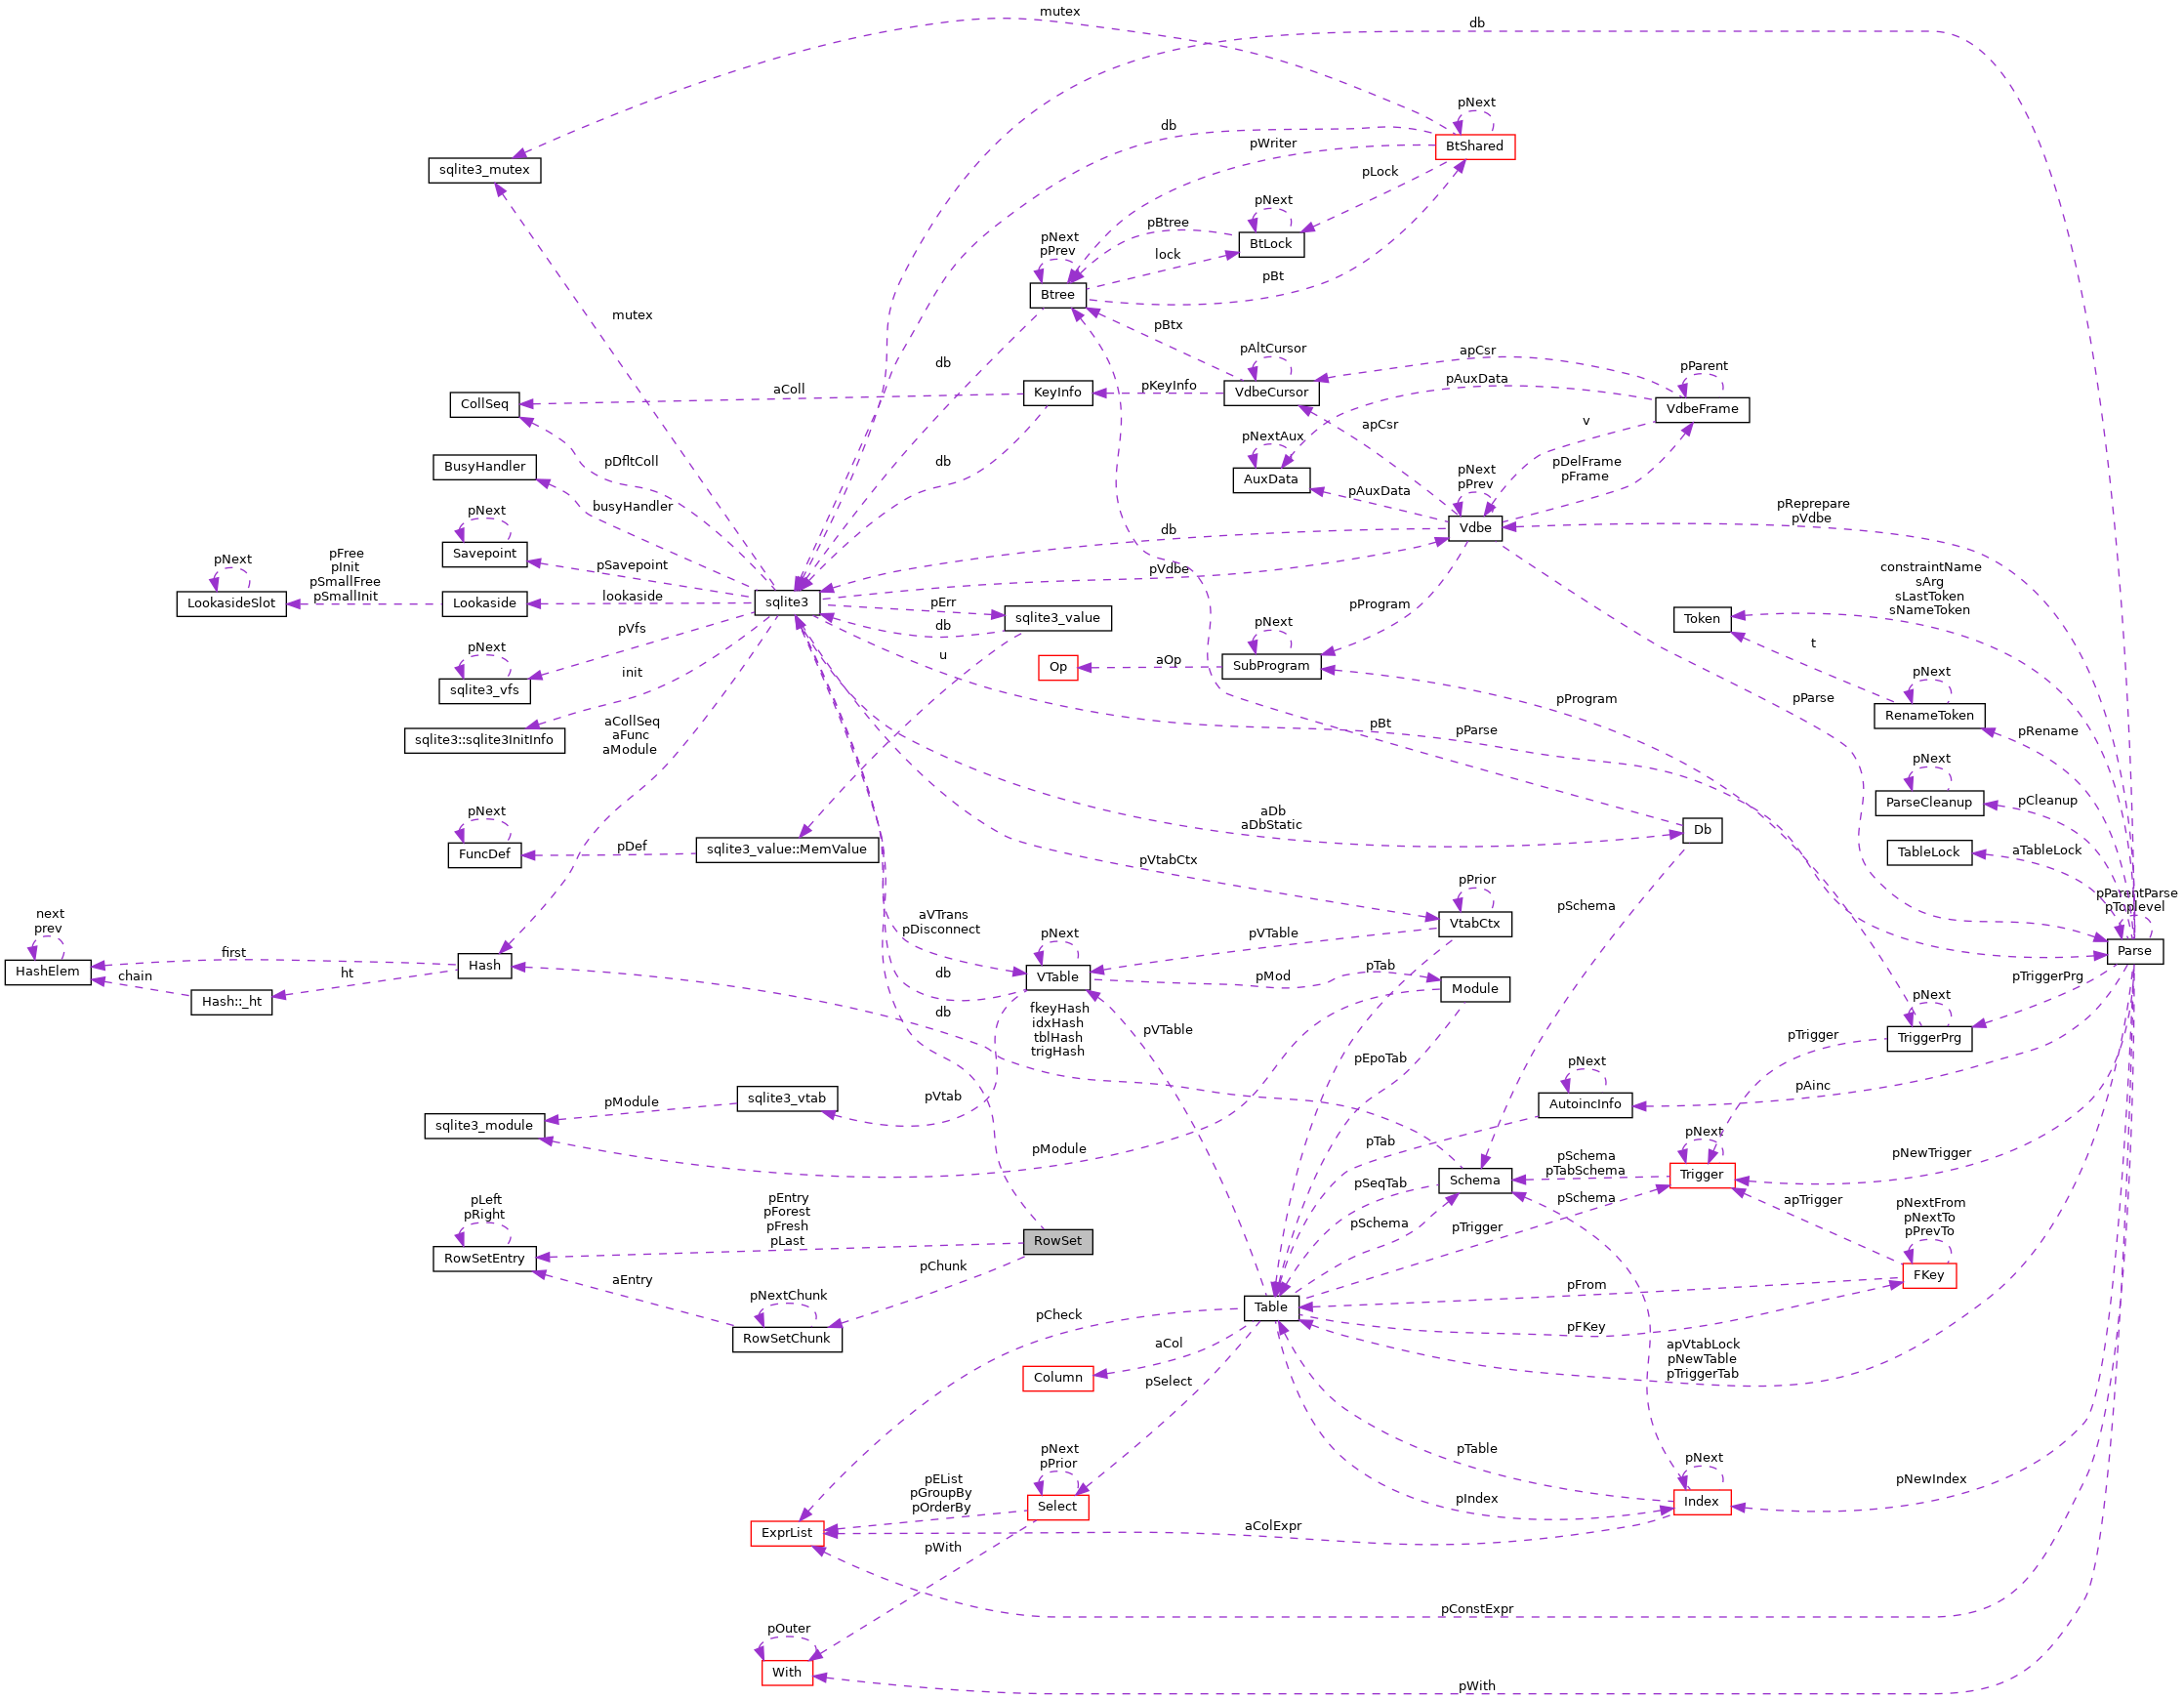 mutex
db
pNext
db
pWriter
BtShared
sqlite3_mutex
pLock
pNext
pBtree
pNext
pPrev
BtLock
lock
pBt
Btree
mutex
pBtx
pAltCursor
apCsr
pParent
db
pAuxData
aColl
KeyInfo
pKeyInfo
VdbeCursor
CollSeq
VdbeFrame
v
apCsr
pNextAux
pDfltColl
db
pDelFrame
pFrame
BusyHandler
pNext
pPrev
AuxData
pAuxData
busyHandler
pReprepare
pVdbe
pNext
db
Vdbe
Savepoint
pNext
pFree
pInit
pSmallFree
pSmallInit
pSavepoint
pVdbe
constraintName
sArg
sLastToken
sNameToken
LookasideSlot
Lookaside
lookaside
sqlite3
pErr
db
sqlite3_value
pProgram
Token
pNext
pVfs
t
pNext
u
Op
aOp
SubProgram
init
pNext
sqlite3_vfs
pParse
pProgram
RenameToken
aCollSeq
aFunc
aModule
pBt
pParse
pRename
sqlite3::sqlite3InitInfo
pNext
ParseCleanup
pCleanup
pNext
aDb
aDbStatic
Db
FuncDef
pDef
sqlite3_value::MemValue
pVtabCtx
TableLock
aTableLock
pPrior
pParentParse
pToplevel
next
prev
aVTrans
pDisconnect
pSchema
VtabCtx
pNext
pVTable
Parse
first
Hash
HashElem
chain
ht
db
VTable
pMod
pTab
Module
pTriggerPrg
Hash::_ht
pNext
db
fkeyHash
idxHash
tblHash
trigHash
pVTable
pTrigger
TriggerPrg
pEpoTab
pNext
pAinc
sqlite3_vtab
pVtab
AutoincInfo
pModule
sqlite3_module
pModule
pTab
pNext
pNewTrigger
pSchema
pTabSchema
Trigger
pSeqTab
Schema
pLeft
pRight
pEntry
pForest
pFresh
pLast
pSchema
apTrigger
pNextFrom
pNextTo
pPrevTo
pSchema
pTrigger
RowSet
RowSetEntry
pChunk
aEntry
FKey
pFrom
pNextChunk
Table
pCheck
pFKey
RowSetChunk
aCol
apVtabLock
pNewTable
pTriggerTab
Column
pSelect
pNext
pPrior
pTable
pNext
pEList
pGroupBy
pOrderBy
pNewIndex
Select
pIndex
Index
ExprList
aColExpr
pWith
pConstExpr
pOuter
With
pWith